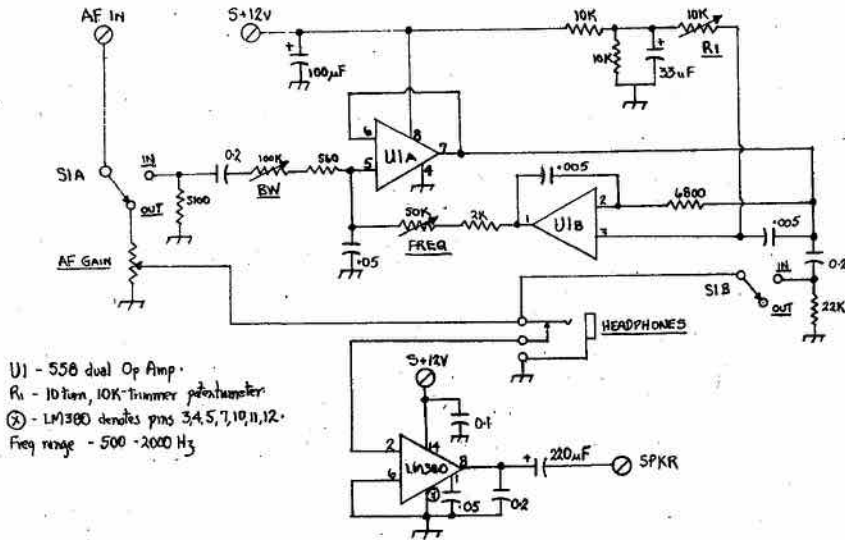 AF IN
S+12V
10K
10K
R1
100µF
10K
33uF
6
8
7
U1A
5
4
S1A
IN
0.2
100K
BW
560
OUT
5100
.005
6800
50K
2K
1
2
3
U1B
FREQ
.005
.05
0.2
AF GAIN
S1B
IN
OUT
22K
HEADPHONES
S+12V
U1 - 558 dual Op Amp.
R1 - 10 turn, 10K-trimmer potentiometer.
Ⓧ - LM380 denotes pins 3,4,5,7,10,11,12.
Freq range - 500 - 2000 Hz
0.1
2
14
LM380
8
6
1
Ⓧ
.05
0.2
+
220µF
SPKR